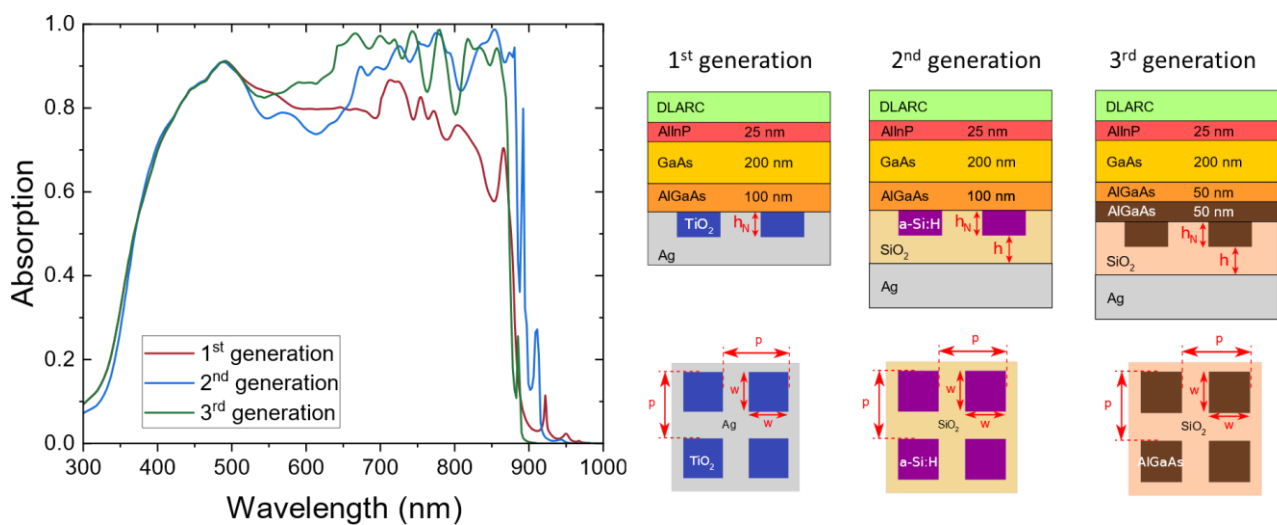 1.0
0.8
0.6
0.4
0.2
0.0
Absorption
300 400 500 600 700 800 900 1000
Wavelength (nm)
1st generation
2nd generation
3rd generation
1st generation
DLARC
AlInP 25 nm
GaAs 200 nm
AlGaAs 100 nm
TiO2 hN
Ag
2nd generation
DLARC
AlInP 25 nm
GaAs 200 nm
AlGaAs 100 nm
a-Si:H hN
SiO2 h
Ag
3rd generation
DLARC
AlInP 25 nm
GaAs 200 nm
AlGaAs 50 nm
AlGaAs 50 nm
hN
SiO2 h
Ag
p
p w
w
Ag
TiO2
p
p w
w
SiO2
a-Si:H
p
p w
w
SiO2
AlGaAs